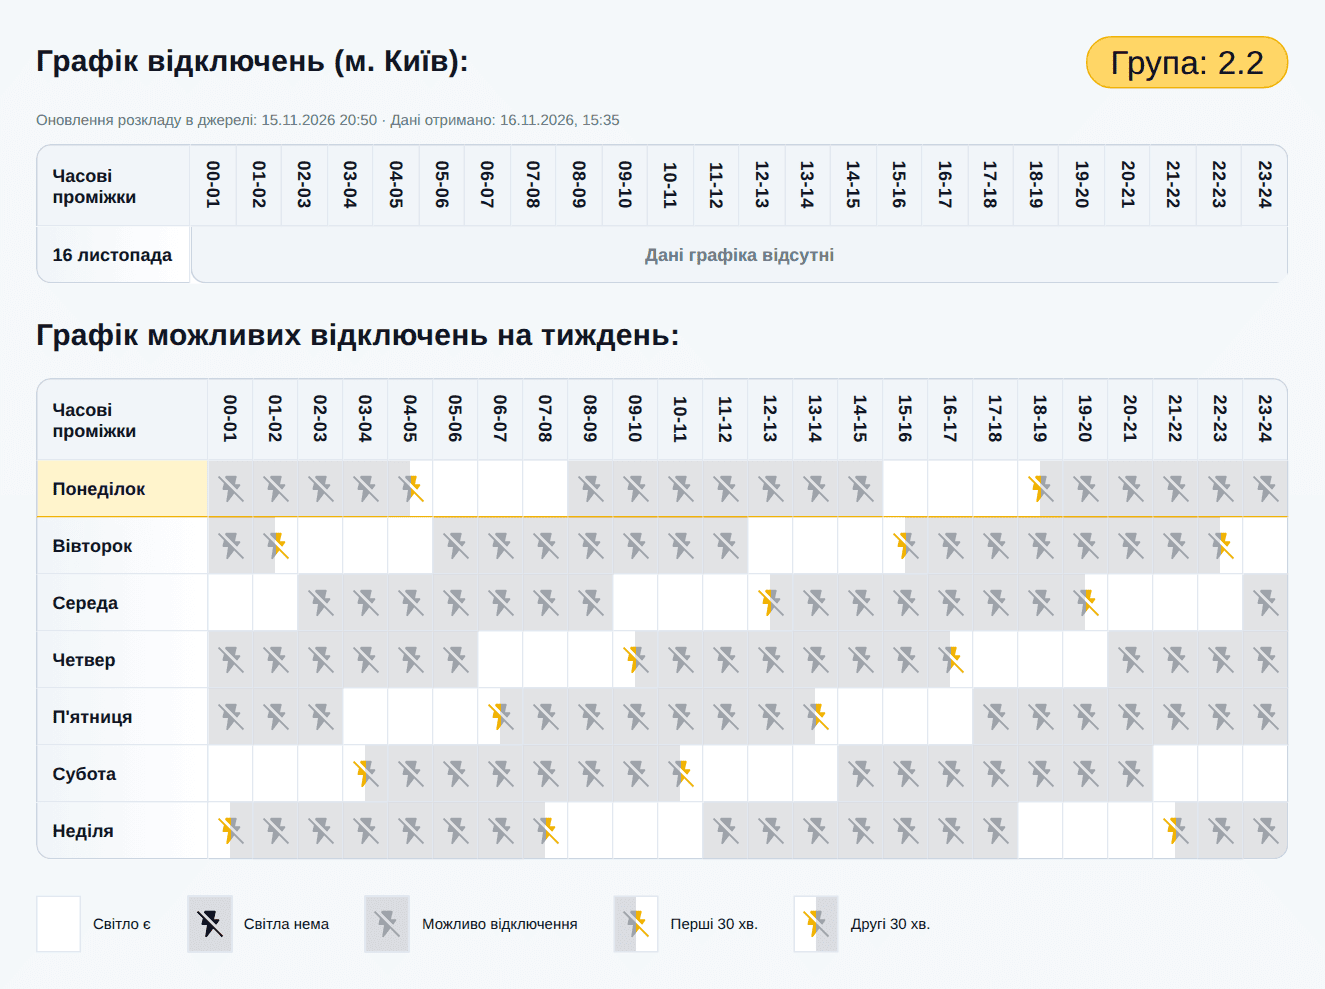 Графік відключень (м. Київ):
Група: 2.2
Оновлення розкладу в джерелі: 15.11.2026 20:50 · Дані отримано: 16.11.2026, 15:35
Часові
проміжки
00-01 01-02 02-03 03-04 04-05 05-06 06-07 07-08 08-09 09-10 10-11 11-12 12-13 13-14 14-15 15-16 16-17 17-18 18-19 19-20 20-21 21-22 22-23 23-24
16 листопада
Дані графіка відсутні
Графік можливих відключень на тиждень:
Часові
проміжки
00-01 01-02 02-03 03-04 04-05 05-06 06-07 07-08 08-09 09-10 10-11 11-12 12-13 13-14 14-15 15-16 16-17 17-18 18-19 19-20 20-21 21-22 22-23 23-24
Понеділок
Вівторок
Середа
Четвер
П'ятниця
Субота
Неділя
Світло є
Світла нема
Можливо відключення
Перші 30 хв.
Другі 30 хв.